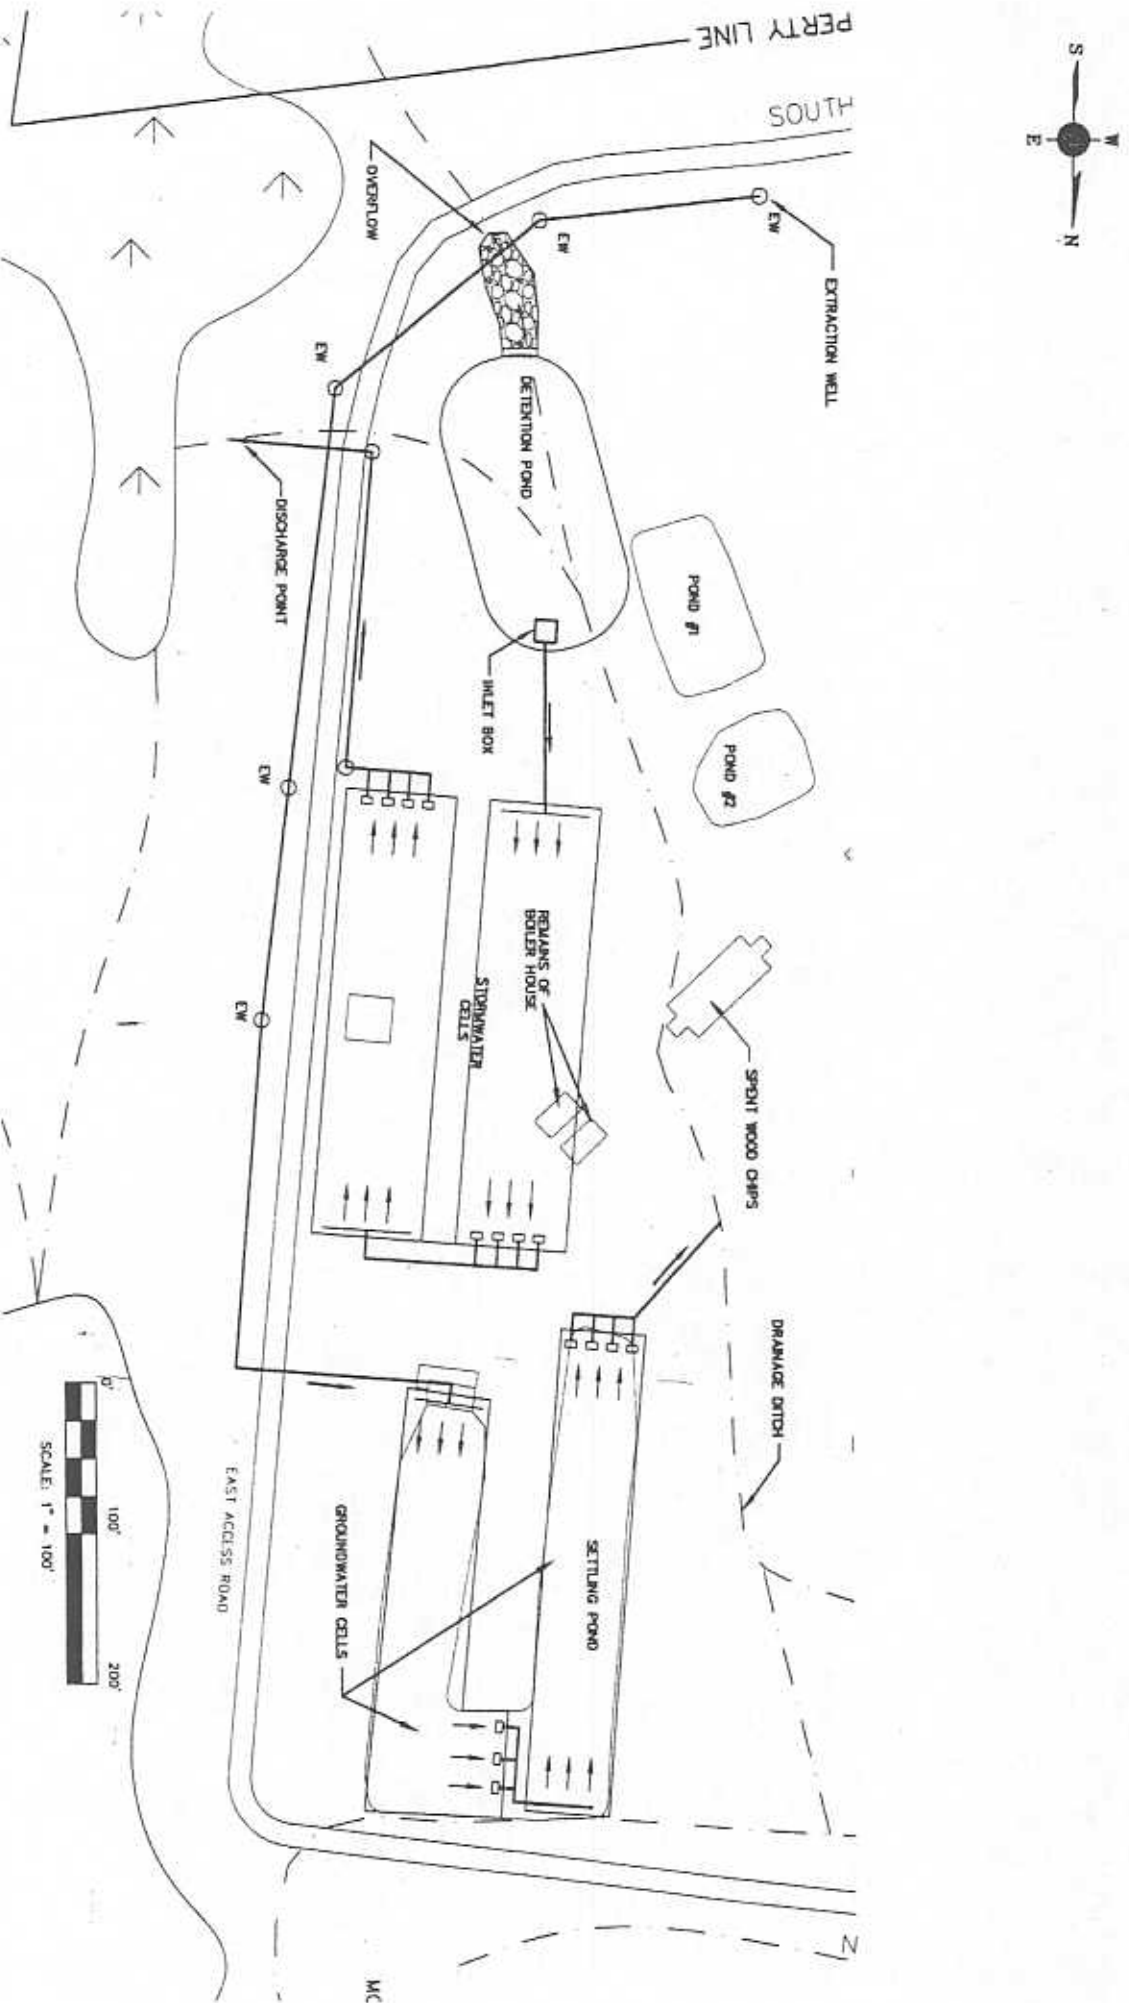 S
W
E
N
PERTY LINE
SOUTH
EW
EXTRACTION WELL
OVERFLOW
EW
EW
DETENTION POND
DISCHARGE POINT
POND #1
POND #2
INLET BOX
EW
EW
REMAINS OF
BOILER HOUSE
STORMWATER
CELLS
SPENT WOOD CHIPS
DRAINAGE DITCH
SETTLING POND
GROUNDWATER CELLS
EAST ACCESS ROAD
0'
100'
200'
SCALE: 1" = 100'
N
MC